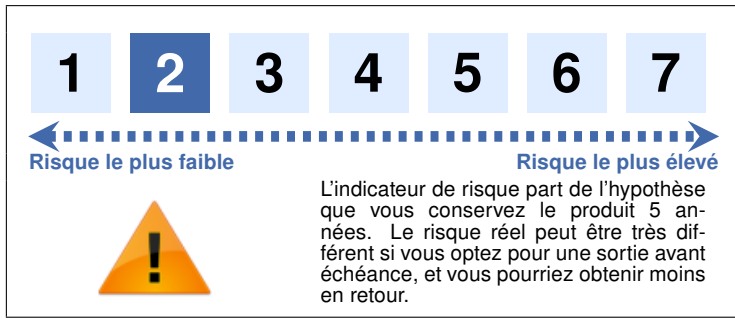 1 2 3 4 5 6 7
Risque le plus faible Risque le plus élevé
!
L'indicateur de risque part de l'hypothèse
que vous conservez le produit 5 an-
nées. Le risque réel peut être très dif-
férent si vous optez pour une sortie avant
échéance, et vous pourriez obtenir moins
en retour.